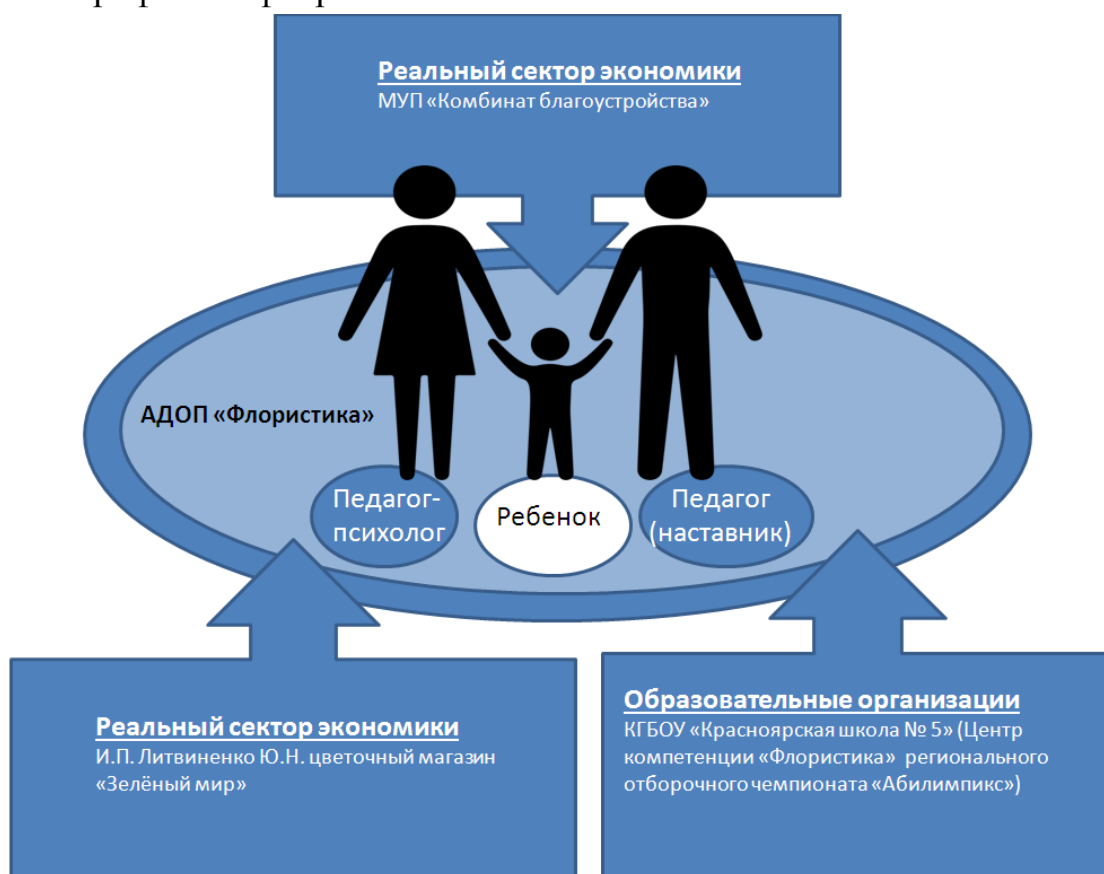 Реальный сектор экономики
МУП «Комбинат благоустройства»
АДОП «Флористика»
Педагог-
психолог
Ребенок
Педагог
(наставник)
Реальный сектор экономики
И.П. Литвиненко Ю.Н. цветочный магазин
«Зелёный мир»
Образовательные организации
КГБОУ «Красноярская школа № 5» (Центр
компетенции «Флористика» регионального
отборочного чемпионата «Абилимпикс»)